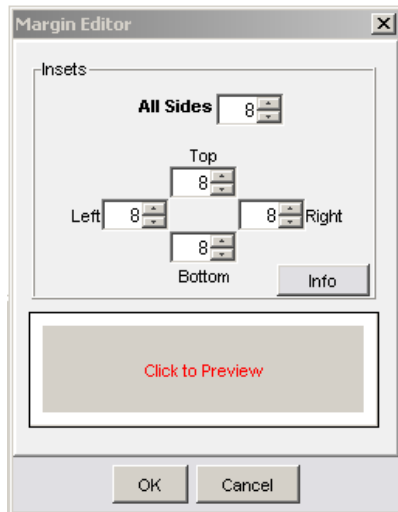 Margin Editor
Insets
All Sides 8
Top
8
Left 8 8 Right
8
Bottom
Info
Click to Preview
OK Cancel